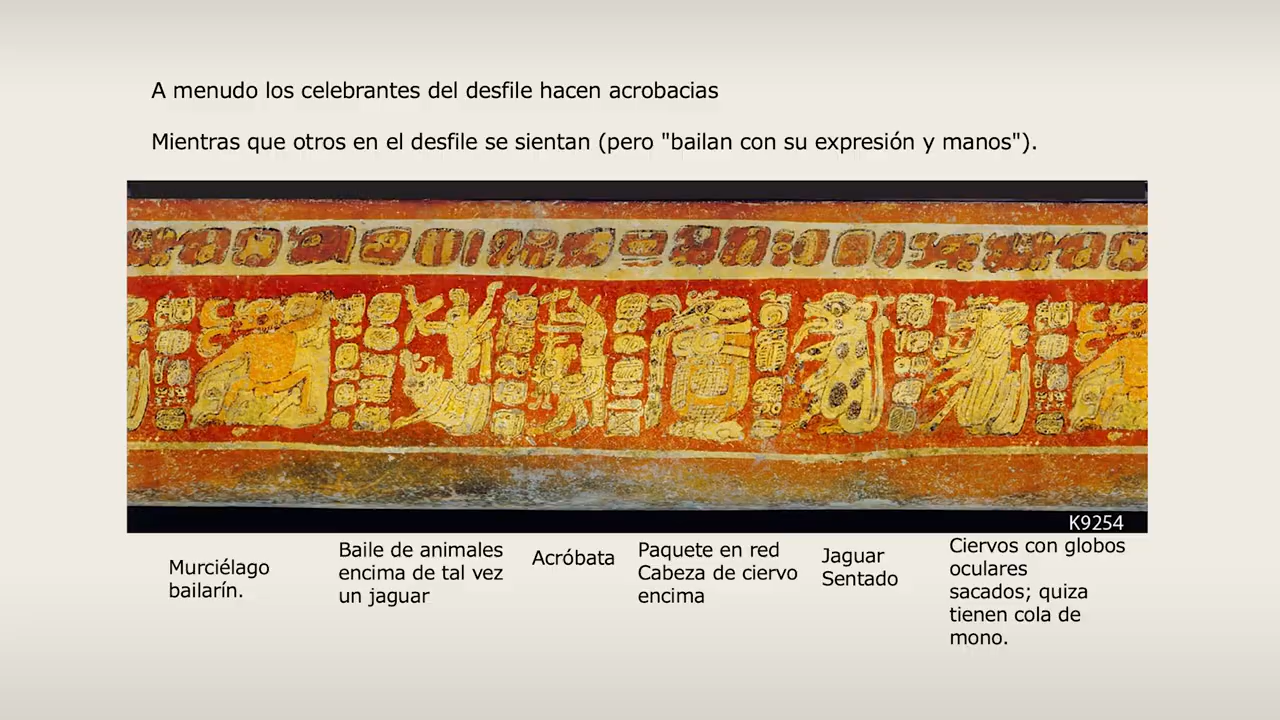 A menudo los celebrantes del desfile hacen acrobacias
Mientras que otros en el desfile se sientan (pero "bailan con su expresión y manos").
K9254
Murciélago
bailarín.
Baile de animales
encima de tal vez
un jaguar
Acróbata
Paquete en red
Cabeza de ciervo
encima
Jaguar
Sentado
Ciervos con globos
oculares
sacados; quiza
tienen cola de
mono.